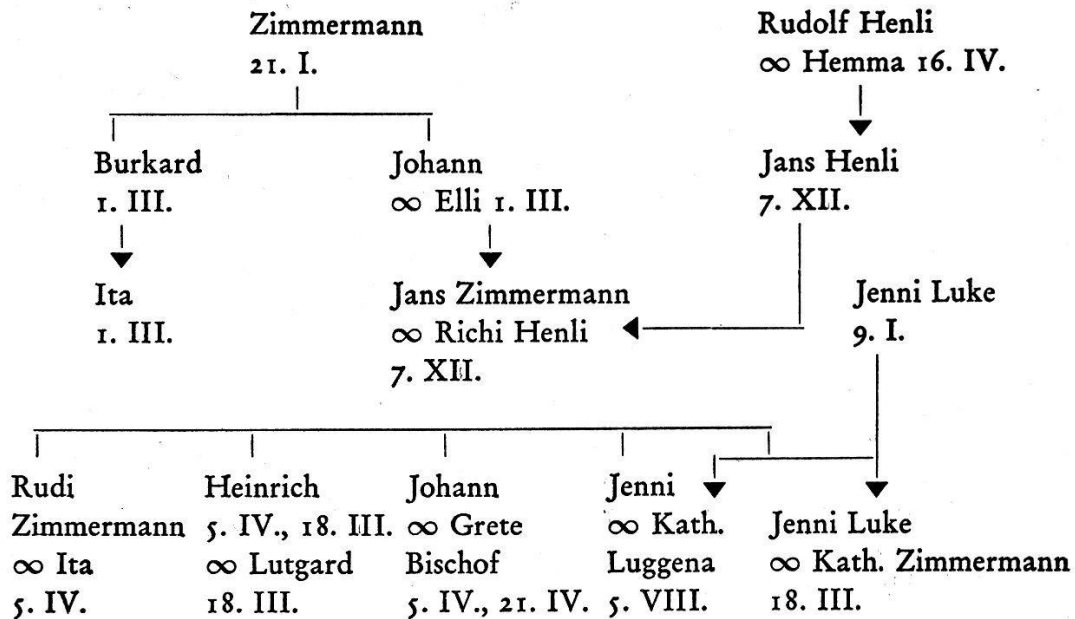 Zimmermann
21. I.
Rudolf Henli
∞ Hemma 16. IV.
Burkard
1. III.
Johann
∞ Elli 1. III.
Jans Henli
7. XII.
Ita
1. III.
Jans Zimmermann
∞ Richi Henli
7. XII.
Jenni Luke
9. I.
Rudi
Zimmermann
∞ Ita
5. IV.
Heinrich
5. IV., 18. III.
∞ Lutgard
18. III.
Johann
∞ Grete
Bischof
5. IV., 21. IV.
Jenni
∞ Kath.
Luggena
5. VIII.
Jenni Luke
∞ Kath. Zimmermann
18. III.